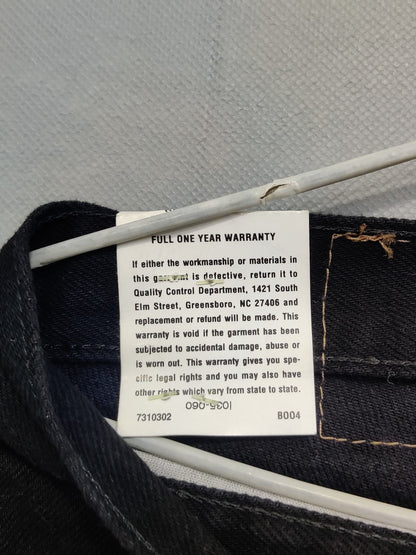 FULL ONE YEAR WARRANTY
If either the workmanship or materials in
this garment is defective, return it to
Quality Control Department, 1421 South
Elm Street, Greensboro, NC 27406 and
replacement or refund will be made. This
warranty is void if the garment has been
subjected to accidental damage, abuse or
is worn out. This warranty gives you spe-
cific legal rights and you may also have
other rights which vary from state to state.
1035-060
7310302 B004